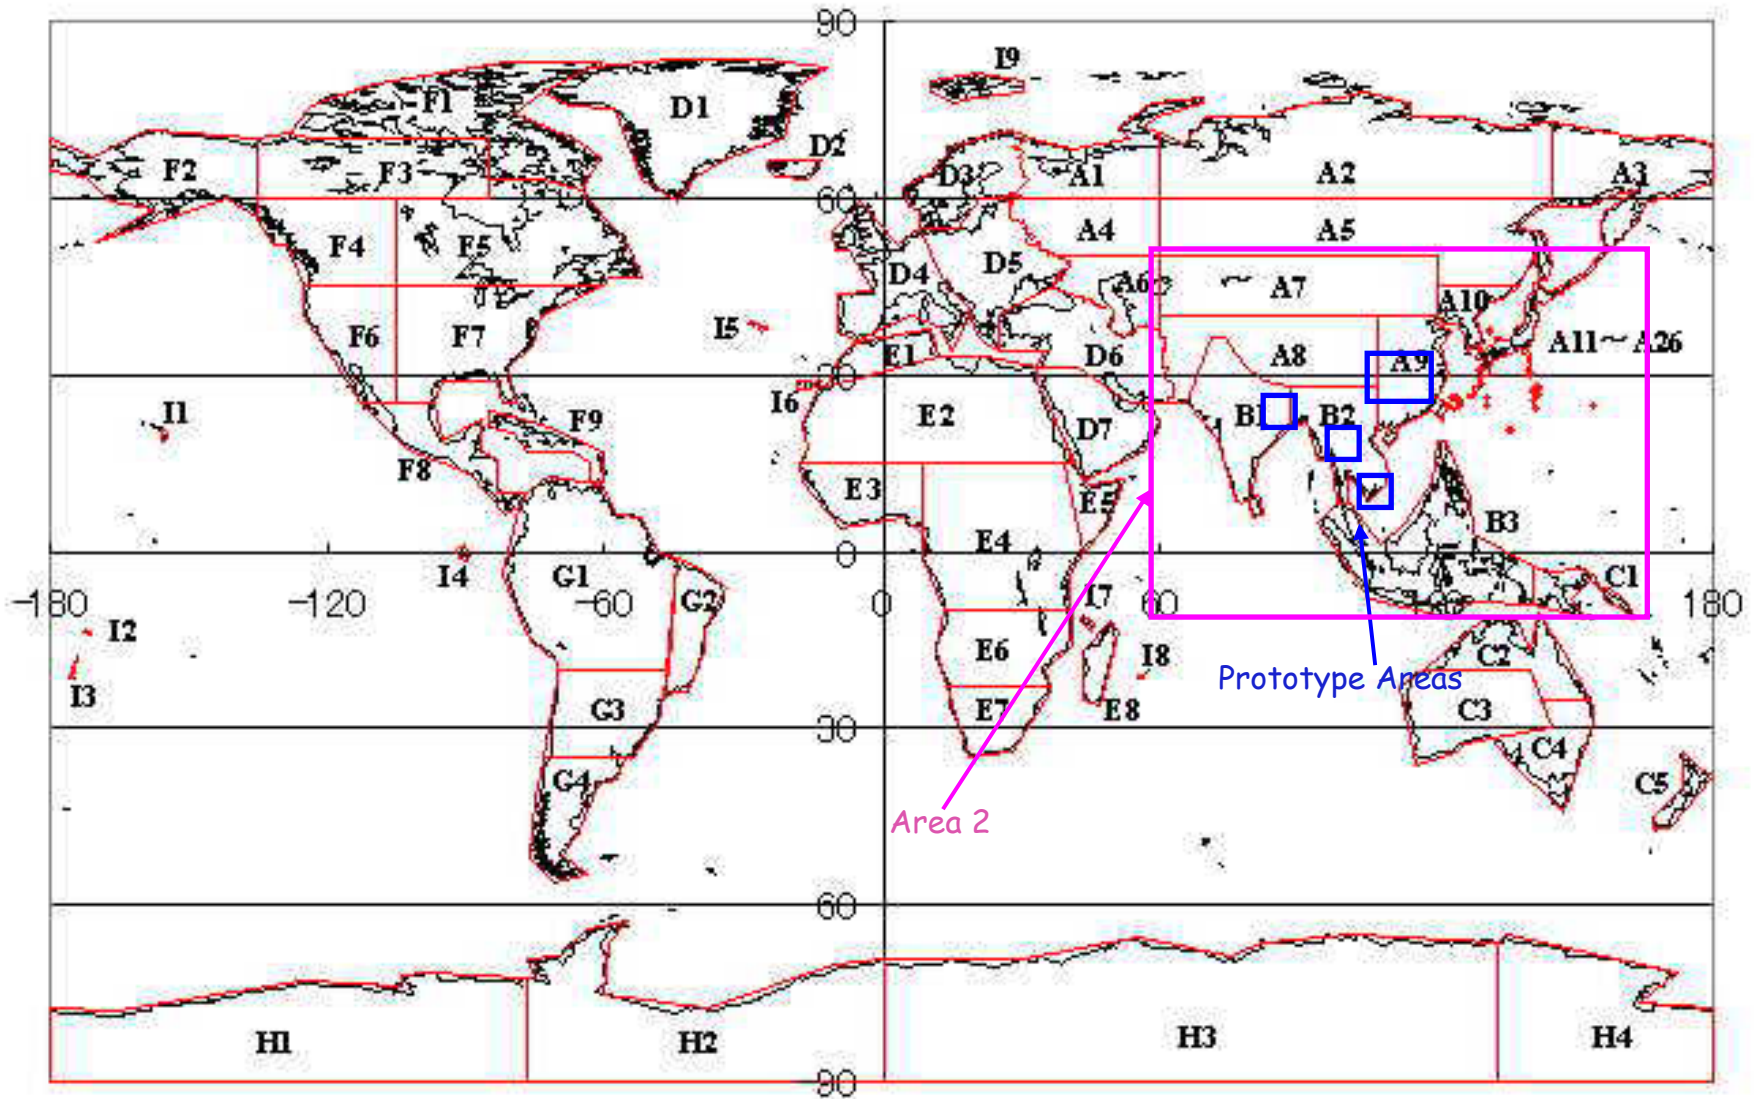 90
I9
F1
D1
D2
F2
F3
D3
A1
A2
A3
60
F4
F5
D4
D5
A4
A5
A6
A7
A10
I5
F6
F7
E1
D6
A8
A9
A11～A26
30
I6
I1
F9
E2
D7
B1
B2
F8
E3
E5
B3
E4
0
I4
G1
G2
I7
C1
-180
-120
-60
0
60
180
I2
E6
I8
C2
I3
Prototype Areas
G3
E7
E8
C3
30
G4
C4
C5
Area 2
60
H1
H2
H3
H4
-90